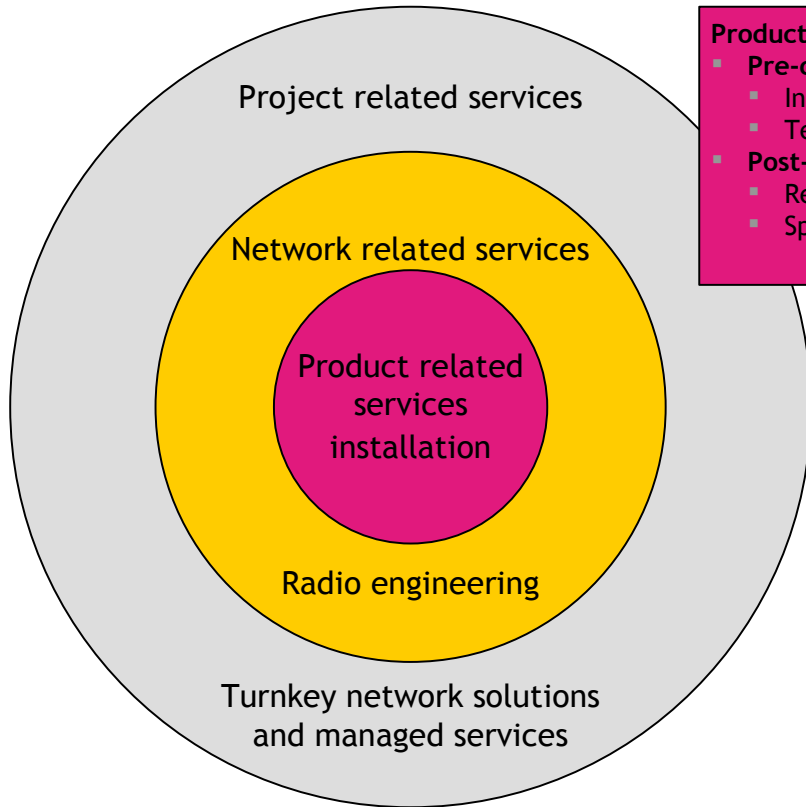 Project related services
Network related services
Product related
services
installation
Radio engineering
Turnkey network solutions
and managed services
Product